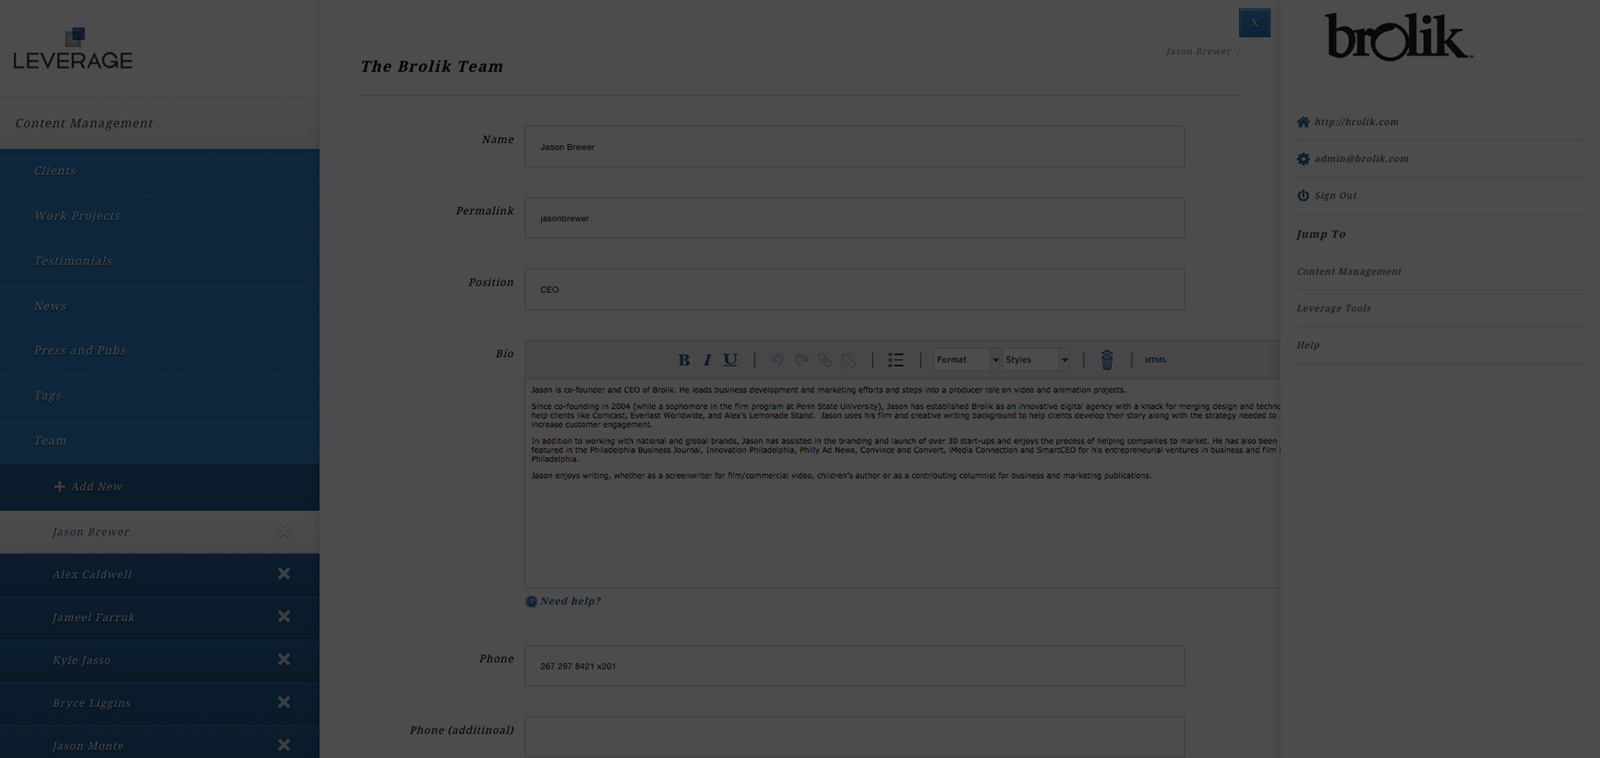 LEVERAGE
Content Management
Clients
Work Projects
Testimonials
News
Press and Pubs
Tags
Team
Add New
Jason Brewer
Alex Caldwell
Jameel Farruk
Kyle Jasso
Bryce Liggins
Jason Monte
X
Jason Brewer /
The Brolik Team
Name
Jason Brewer
Permalink
jasonbrewer
Position
CEO
Bio
B I U
Format
Styles
HTML
Jason is co-founder and CEO of Brolik. He leads business development and marketing efforts and steps into a producer role on video and animation projects.
Since co-founding in 2004 (while a sophomore in the film program at Penn State University), Jason has established Brolik as an innovative digital agency with a knack for merging design and techno
help clients like Comcast, Everlast Worldwide, and Alex's Lemonade Stand. Jason uses his film and creative writing background to help clients develop their story along with the strategy needed to
increase customer engagement.
In addition to working with national and global brands, Jason has assisted in the branding and launch of over 30 start-ups and enjoys the process of helping companies to market. He has also been
featured in the Philadelphia Business Journal, Innovation Philadelphia, Philly Ad News, Convince and Convert, iMedia Connection and SmartCEO for his entrepreneurial ventures in business and film i
Philadelphia.
Jason enjoys writing, whether as a screenwriter for film/commercial video, children's author or as a contributing columnist for business and marketing publications.
? Need help?
Phone
267 297 8421 x201
Phone (additinoal)
brolik
http://brolik.com
admin@brolik.com
Sign Out
Jump To
Content Management
Leverage Tools
Help